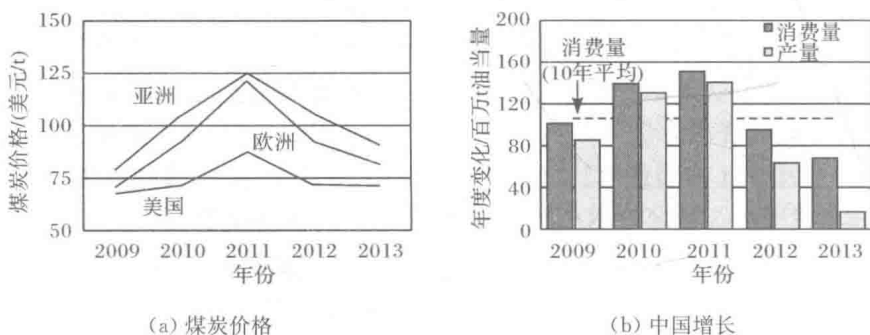 煤炭价格/(美元/t)
150
125
100
75
50
亚洲
欧洲
美国
2009 2010 2011 2012 2013
年份
(a) 煤炭价格
年度变化/百万t油当量
200
160
120
80
40
0
消费量
(10年平均)
消费量
产量
2009 2010 2011 2012 2013
年份
(b) 中国增长